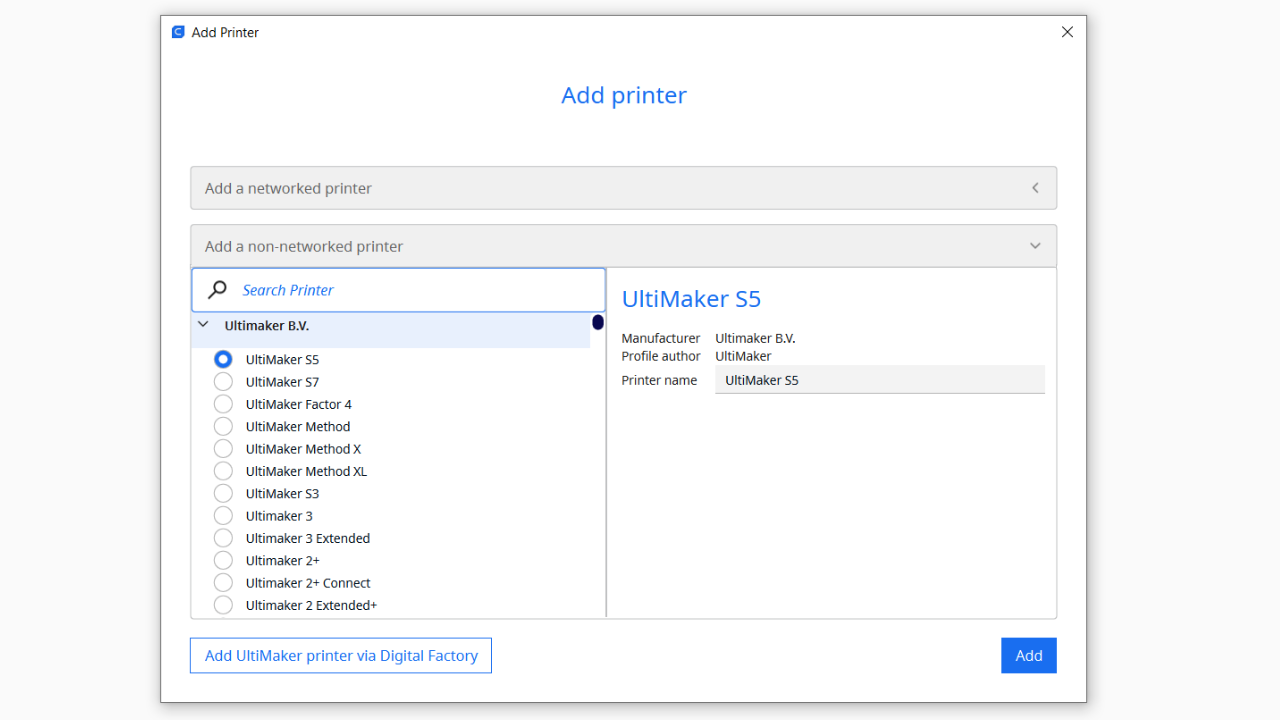 Add Printer
Add printer
Add a networked printer
Add a non-networked printer
Search Printer
Ultimaker B.V.
UltiMaker S5
UltiMaker S7
UltiMaker Factor 4
UltiMaker Method
UltiMaker Method X
UltiMaker Method XL
UltiMaker S3
Ultimaker 3
Ultimaker 3 Extended
Ultimaker 2+
Ultimaker 2+ Connect
Ultimaker 2 Extended+
UltiMaker S5
Manufacturer Ultimaker B.V.
Profile author UltiMaker
Printer name UltiMaker S5
Add UltiMaker printer via Digital Factory
Add